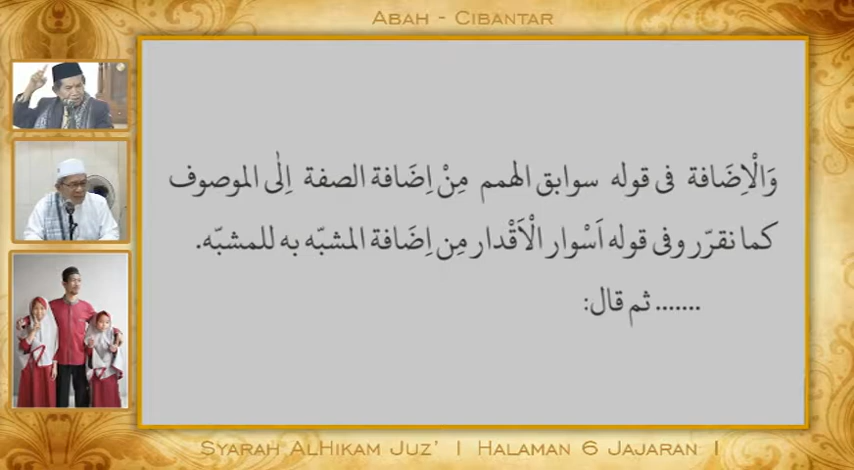 ABAH - CIBANTAR
وَالْاِضَافة فى قوله سوابق الهمم مِنْ اِضَافة الصفة اِلٰى الموصوف
كما نقرّر وفى قوله اَسْوار الْاَقْدار مِن اِضَافة المشبّه به للمشبّه.
....... ثم قال:
SYARAH ALHIKAM JUZ' 1 HALAMAN 6 JAJARAN 1